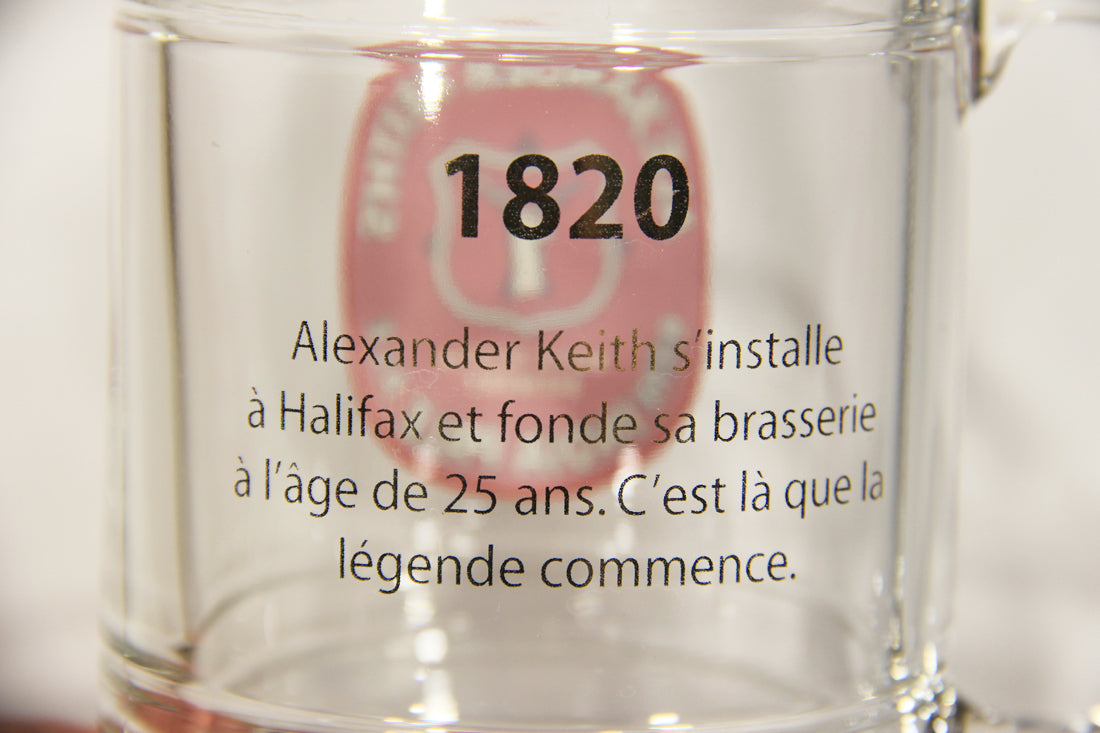 1820
Alexander Keith s'installe
à Halifax et fonde sa brasserie
à l'âge de 25 ans. C'est là que la
légende commence.